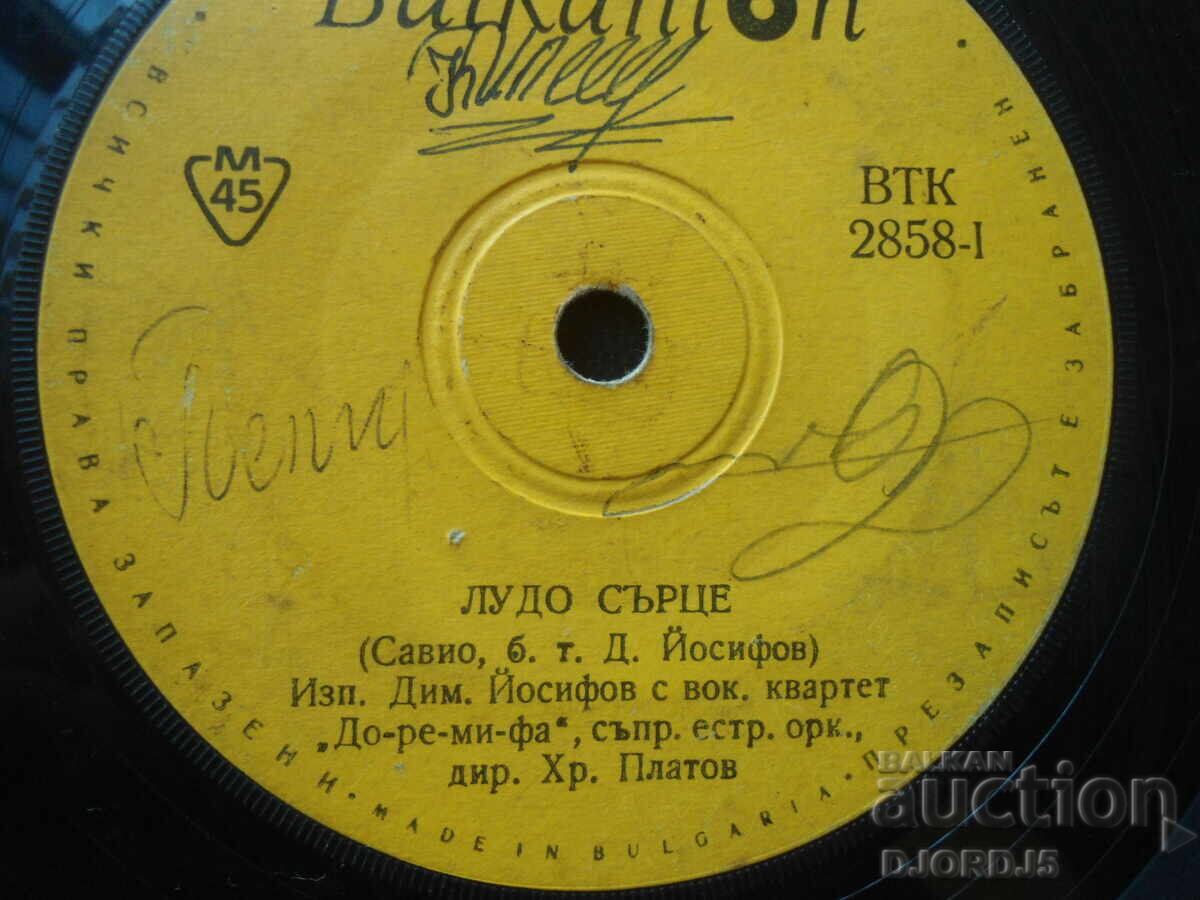 Balkanton
M
45
ВТК
2858-I
ЛУДО СЪРЦЕ
(Савио, б. т. Д. Йосифов)
Изп. Дим. Йосифов с вок. квартет
„До-ре-ми-фа“, съпр. естр. орк.,
дир. Хр. Платов
ВСИЧКИ ПРАВА ЗАПАЗЕНИ · MADE IN BULGARIA · ПРЕЗАПИСЪТ Е ЗАБРАНЕН ·
BALKAN
auction
DJORDJ5